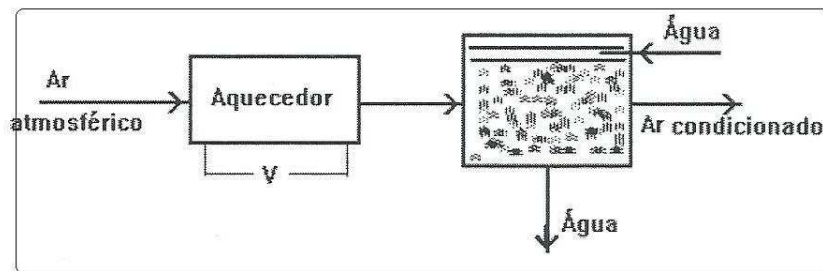 Ar
atmosférico
Aquecedor
V
Água
Ar condicionado
Água